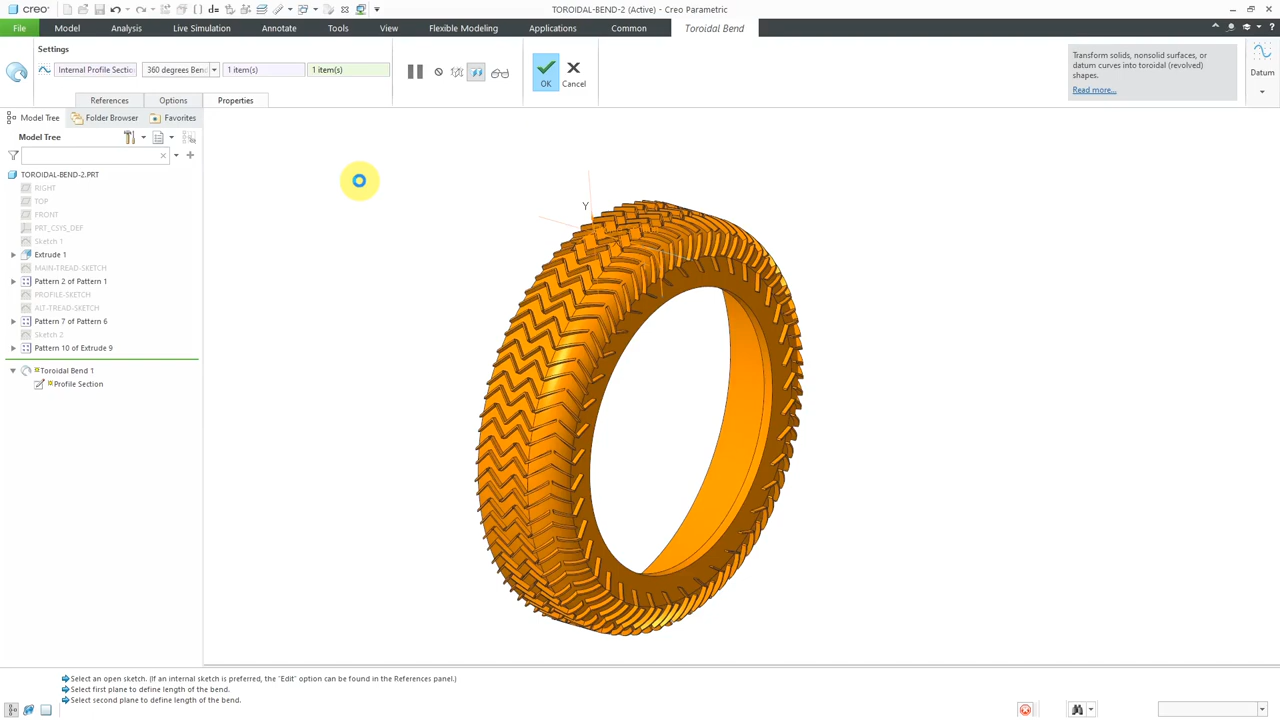 creo
TOROIDAL-BEND-2 (Active) - Creo Parametric
File Model Analysis Live Simulation Annotate Tools View Flexible Modeling Applications Common Toroidal Bend
Settings
Internal Profile Sectio 360 degrees Bend 1 item(s) 1 item(s)
OK Cancel
Transform solids, nonsolid surfaces, or
datum curves into toroidal (revolved)
shapes.
Read more...
Datum
References Options Properties
Model Tree Folder Browser Favorites
Model Tree
TOROIDAL-BEND-2.PRT
RIGHT
TOP
FRONT
PRT_CSYS_DEF
Sketch 1
Extrude 1
MAIN-TREAD-SKETCH
Pattern 2 of Pattern 1
PROFILE-SKETCH
ALT-TREAD-SKETCH
Pattern 7 of Pattern 6
Sketch 2
Pattern 10 of Extrude 9
Toroidal Bend 1
Profile Section
Y
Select an open sketch. (If an internal sketch is preferred, the 'Edit' option can be found in the References panel.)
Select first plane to define length of the bend.
Select second plane to define length of the bend.